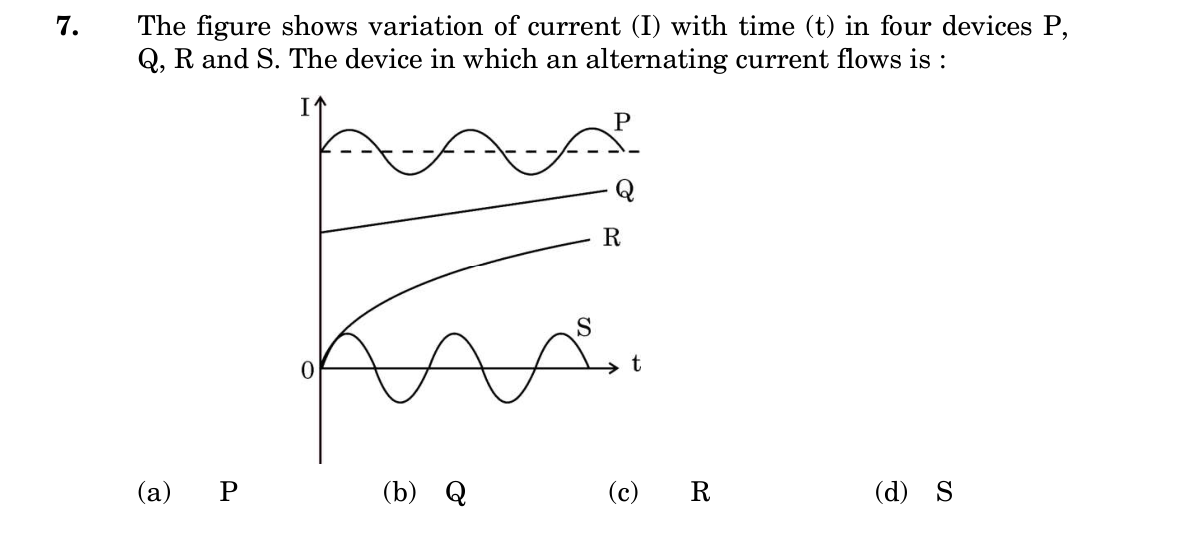 7. The figure shows variation of current (I) with time (t) in four devices P,
Q, R and S. The device in which an alternating current flows is :
I
P
Q
R
S
0
t
(a) P (b) Q (c) R (d) S